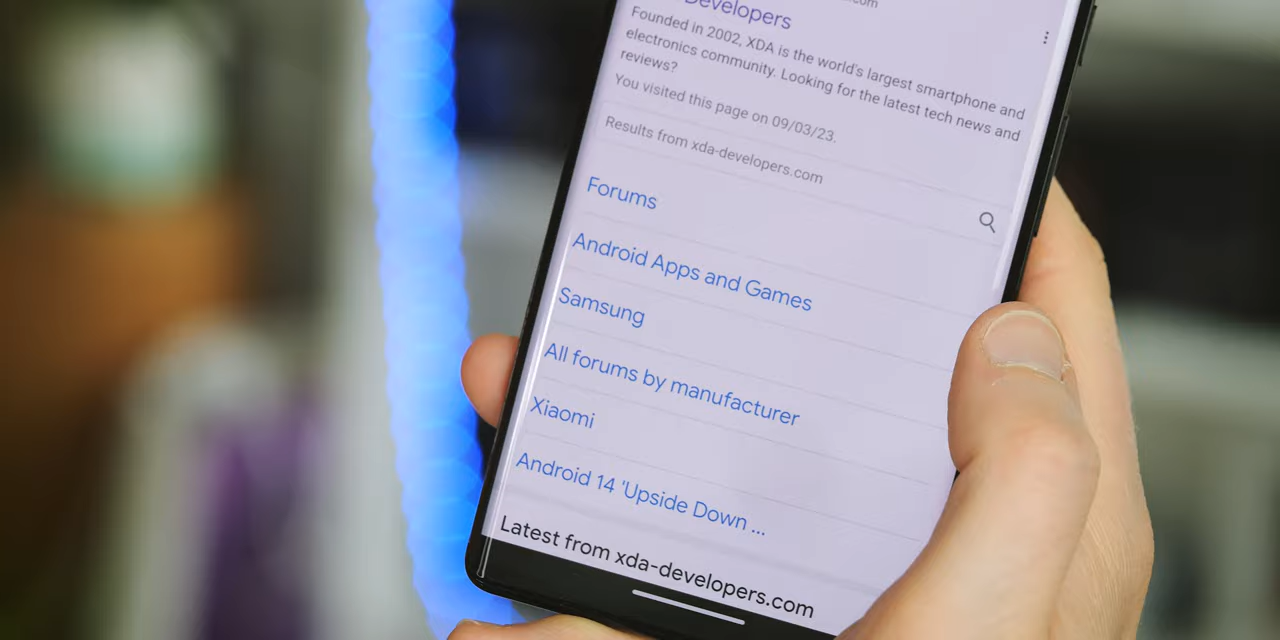 Developers
Founded in 2002, XDA is the world's largest smartphone and
electronics community. Looking for the latest tech news and
reviews?
You visited this page on 09/03/23.
Results from xda-developers.com
Forums
Android Apps and Games
Samsung
All forums by manufacturer
Xiaomi
Android 14 'Upside Down ...
Latest from xda-developers.com